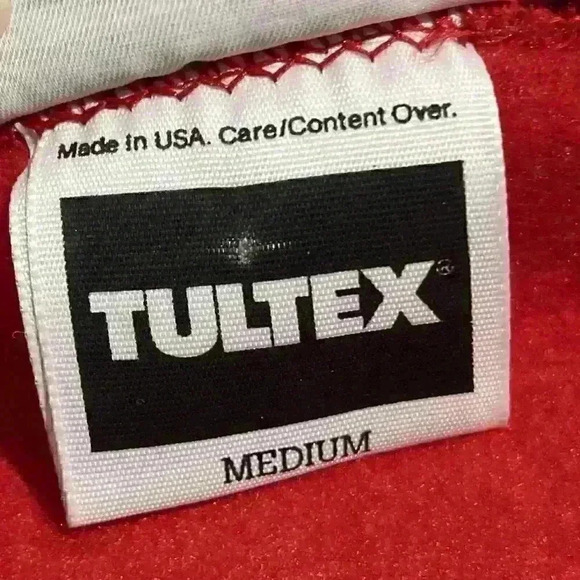 Made in USA. Care/Content Over.
TULTEX®
MEDIUM